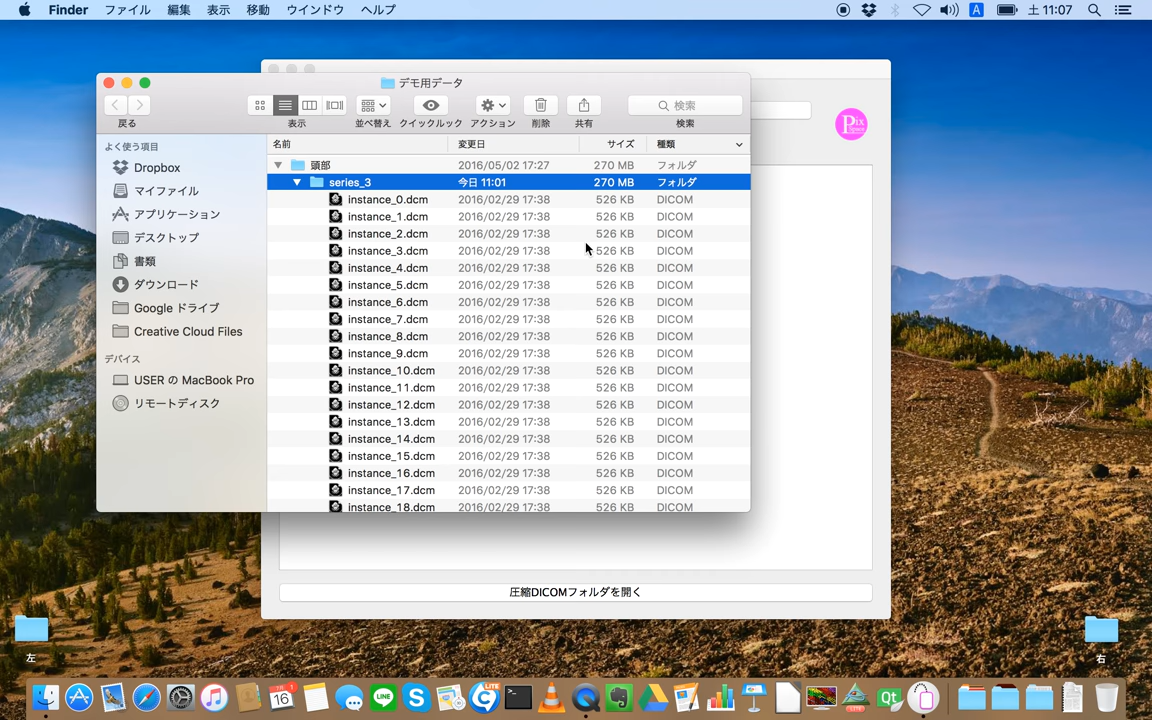 Finder ファイル 編集 表示 移動 ウインドウ ヘルプ A 土11:07
デモ用データ
戻る 表示 並べ替え クイックルック アクション 削除 共有 検索
検索
Pix Space
よく使う項目
Dropbox
マイファイル
アプリケーション
デスクトップ
書類
ダウンロード
Google ドライブ
Creative Cloud Files
デバイス
USER の MacBook Pro
リモートディスク
名前 変更日 サイズ 種類
頭部 2016/05/02 17:27 270 MB フォルダ
series_3 今日 11:01 270 MB フォルダ
instance_0.dcm 2016/02/29 17:38 526 KB DICOM
instance_1.dcm 2016/02/29 17:38 526 KB DICOM
instance_2.dcm 2016/02/29 17:38 526 KB DICOM
instance_3.dcm 2016/02/29 17:38 526 KB DICOM
instance_4.dcm 2016/02/29 17:38 526 KB DICOM
instance_5.dcm 2016/02/29 17:38 526 KB DICOM
instance_6.dcm 2016/02/29 17:38 526 KB DICOM
instance_7.dcm 2016/02/29 17:38 526 KB DICOM
instance_8.dcm 2016/02/29 17:38 526 KB DICOM
instance_9.dcm 2016/02/29 17:38 526 KB DICOM
instance_10.dcm 2016/02/29 17:38 526 KB DICOM
instance_11.dcm 2016/02/29 17:38 526 KB DICOM
instance_12.dcm 2016/02/29 17:38 526 KB DICOM
instance_13.dcm 2016/02/29 17:38 526 KB DICOM
instance_14.dcm 2016/02/29 17:38 526 KB DICOM
instance_15.dcm 2016/02/29 17:38 526 KB DICOM
instance_16.dcm 2016/02/29 17:38 526 KB DICOM
instance_17.dcm 2016/02/29 17:38 526 KB DICOM
instance_18.dcm 2016/02/29 17:38 526 KB DICOM
圧縮DICOMフォルダを開く
左
右
16 1 LINE LITE Qt